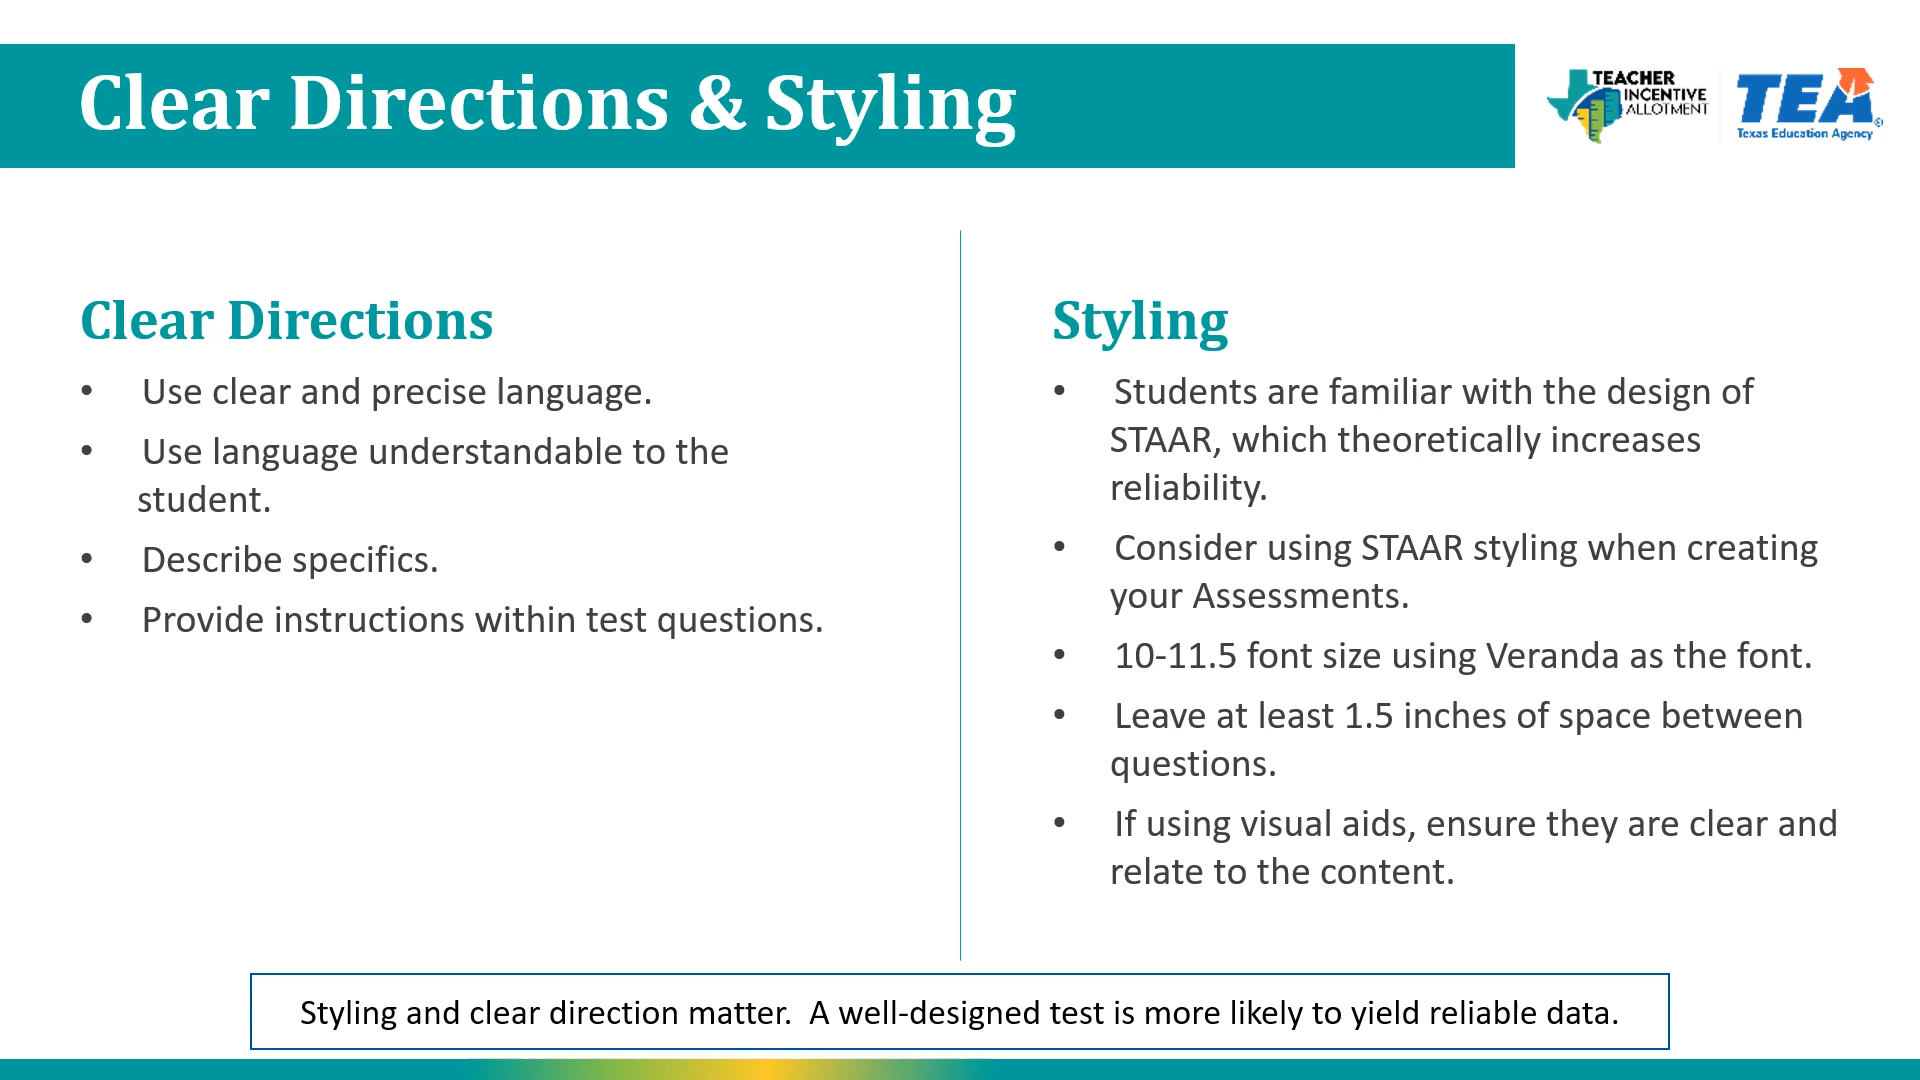 Clear Directions & Styling
TEACHER
INCENTIVE
ALLOTMENT
TEA®
Texas Education Agency
Clear Directions
• Use clear and precise language.
• Use language understandable to the
student.
• Describe specifics.
• Provide instructions within test questions.
Styling
• Students are familiar with the design of
STAAR, which theoretically increases
reliability.
• Consider using STAAR styling when creating
your Assessments.
• 10-11.5 font size using Veranda as the font.
• Leave at least 1.5 inches of space between
questions.
• If using visual aids, ensure they are clear and
relate to the content.
Styling and clear direction matter.  A well-designed test is more likely to yield reliable data.